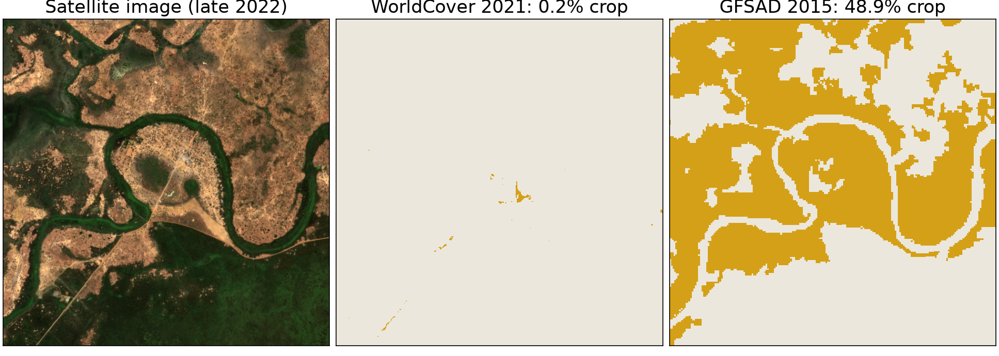 Satellite image (late 2022)
WorldCover 2021: 0.2% crop
GFSAD 2015: 48.9% crop